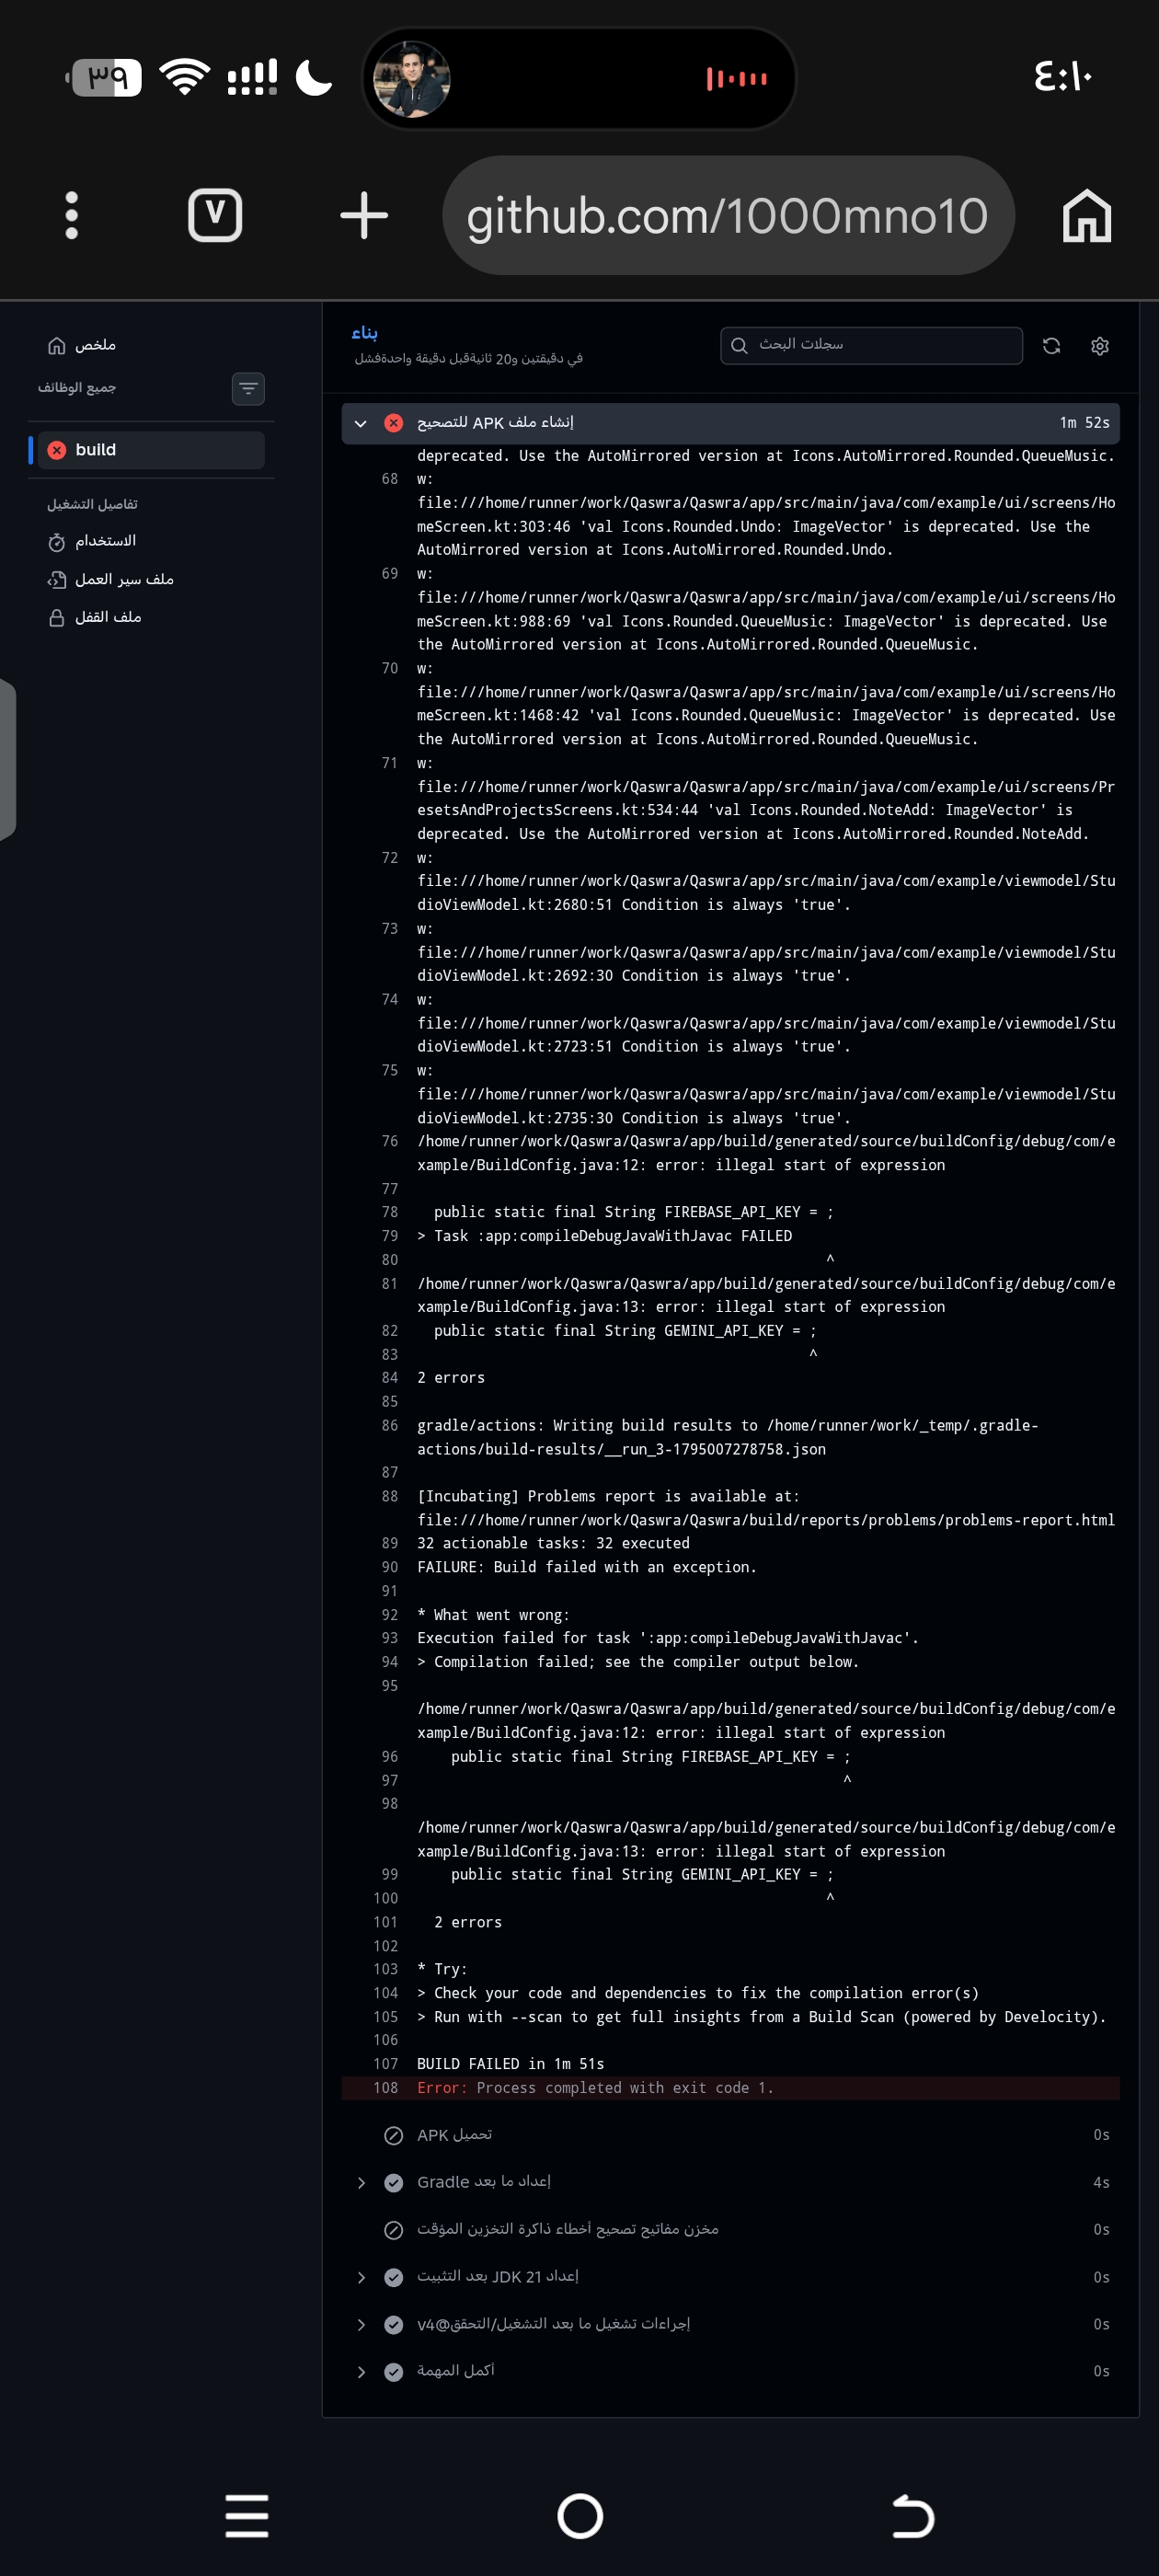 ٤:١٠
٣٩
github.com/1000mno10
٧
ملخص
جميع الوظائف
build
تفاصيل التشغيل
الاستخدام
ملف سير العمل
ملف القفل
بناء
في دقيقتين و20 ثانيةقبل دقيقة واحدةفشل
سجلات البحث
إنشاء ملف APK للتصحيح
1m 52s
deprecated. Use the AutoMirrored version at Icons.AutoMirrored.Rounded.QueueMusic.
68 w:
file:///home/runner/work/Qaswra/Qaswra/app/src/main/java/com/example/ui/screens/Ho
meScreen.kt:303:46 'val Icons.Rounded.Undo: ImageVector' is deprecated. Use the
AutoMirrored version at Icons.AutoMirrored.Rounded.Undo.
69 w:
file:///home/runner/work/Qaswra/Qaswra/app/src/main/java/com/example/ui/screens/Ho
meScreen.kt:988:69 'val Icons.Rounded.QueueMusic: ImageVector' is deprecated. Use
the AutoMirrored version at Icons.AutoMirrored.Rounded.QueueMusic.
70 w:
file:///home/runner/work/Qaswra/Qaswra/app/src/main/java/com/example/ui/screens/Ho
meScreen.kt:1468:42 'val Icons.Rounded.QueueMusic: ImageVector' is deprecated. Use
the AutoMirrored version at Icons.AutoMirrored.Rounded.QueueMusic.
71 w:
file:///home/runner/work/Qaswra/Qaswra/app/src/main/java/com/example/ui/screens/Pr
esetsAndProjectsScreens.kt:534:44 'val Icons.Rounded.NoteAdd: ImageVector' is
deprecated. Use the AutoMirrored version at Icons.AutoMirrored.Rounded.NoteAdd.
72 w:
file:///home/runner/work/Qaswra/Qaswra/app/src/main/java/com/example/viewmodel/Stu
dioViewModel.kt:2680:51 Condition is always 'true'.
73 w:
file:///home/runner/work/Qaswra/Qaswra/app/src/main/java/com/example/viewmodel/Stu
dioViewModel.kt:2692:30 Condition is always 'true'.
74 w:
file:///home/runner/work/Qaswra/Qaswra/app/src/main/java/com/example/viewmodel/Stu
dioViewModel.kt:2723:51 Condition is always 'true'.
75 w:
file:///home/runner/work/Qaswra/Qaswra/app/src/main/java/com/example/viewmodel/Stu
dioViewModel.kt:2735:30 Condition is always 'true'.
76 /home/runner/work/Qaswra/Qaswra/app/build/generated/source/buildConfig/debug/com/e
xample/BuildConfig.java:12: error: illegal start of expression
77
78 public static final String FIREBASE_API_KEY = ;
79 > Task :app:compileDebugJavaWithJavac FAILED
80 ^
81 /home/runner/work/Qaswra/Qaswra/app/build/generated/source/buildConfig/debug/com/e
xample/BuildConfig.java:13: error: illegal start of expression
82 public static final String GEMINI_API_KEY = ;
83 ^
84 2 errors
85
86 gradle/actions: Writing build results to /home/runner/work/_temp/.gradle-
actions/build-results/__run_3-1795007278758.json
87
88 [Incubating] Problems report is available at:
file:///home/runner/work/Qaswra/Qaswra/build/reports/problems/problems-report.html
89 32 actionable tasks: 32 executed
90 FAILURE: Build failed with an exception.
91
92 * What went wrong:
93 Execution failed for task ':app:compileDebugJavaWithJavac'.
94 > Compilation failed; see the compiler output below.
95
/home/runner/work/Qaswra/Qaswra/app/build/generated/source/buildConfig/debug/com/e
xample/BuildConfig.java:12: error: illegal start of expression
96 public static final String FIREBASE_API_KEY = ;
97 ^
98
/home/runner/work/Qaswra/Qaswra/app/build/generated/source/buildConfig/debug/com/e
xample/BuildConfig.java:13: error: illegal start of expression
99 public static final String GEMINI_API_KEY = ;
100 ^
101 2 errors
102
103 * Try:
104 > Check your code and dependencies to fix the compilation error(s)
105 > Run with --scan to get full insights from a Build Scan (powered by Develocity).
106
107 BUILD FAILED in 1m 51s
108 Error: Process completed with exit code 1.
تحميل APK 0s
إعداد ما بعد Gradle 4s
مخزن مفاتيح تصحيح أخطاء ذاكرة التخزين المؤقت 0s
إعداد JDK 21 بعد التثبيت 0s
إجراءات تشغيل ما بعد التشغيل/التحقق@v4 0s
أكمل المهمة 0s